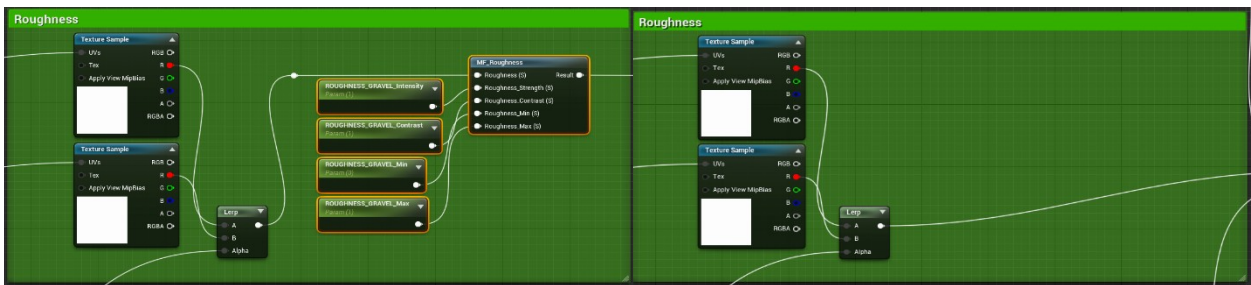 Roughness
Texture Sample
UVs RGB
Tex R
Apply View MipBias G
B
A
RGBA
Texture Sample
UVs RGB
Tex R
Apply View MipBias G
B
A
RGBA
Lerp
A
B
Alpha
ROUGHNESS_GRAVEL_Intensity
Param (1)
ROUGHNESS_GRAVEL_Contrast
Param (1)
ROUGHNESS_GRAVEL_Min
Param (0)
ROUGHNESS_GRAVEL_Max
Param (1)
MF_Roughness
Roughness (S) Result
Roughness_Strength (S)
Roughness_Contrast (S)
Roughness_Min (S)
Roughness_Max (S)
Roughness
Texture Sample
UVs RGB
Tex R
Apply View MipBias G
B
A
RGBA
Texture Sample
UVs RGB
Tex R
Apply View MipBias G
B
A
RGBA
Lerp
A
B
Alpha